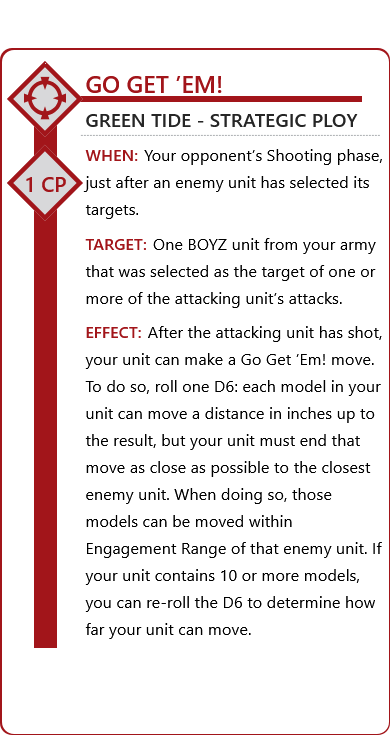 GO GET ’EM!
GREEN TIDE - STRATEGIC PLOY
1 CP
WHEN: Your opponent’s Shooting phase,
just after an enemy unit has selected its
targets.
TARGET: One BOYZ unit from your army
that was selected as the target of one or
more of the attacking unit’s attacks.
EFFECT: After the attacking unit has shot,
your unit can make a Go Get ’Em! move.
To do so, roll one D6: each model in your
unit can move a distance in inches up to
the result, but your unit must end that
move as close as possible to the closest
enemy unit. When doing so, those
models can be moved within
Engagement Range of that enemy unit. If
your unit contains 10 or more models,
you can re-roll the D6 to determine how
far your unit can move.